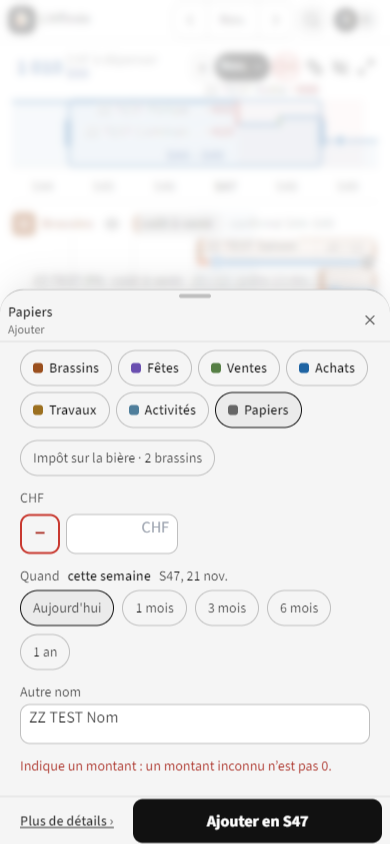 Papiers
Ajouter
Brassins
Fêtes
Ventes
Achats
Travaux
Activités
Papiers
Impôt sur la bière · 2 brassins
CHF
− CHF
Quand cette semaine S47, 21 nov.
Aujourd'hui
1 mois
3 mois
6 mois
1 an
Autre nom
ZZ TEST Nom
Indique un montant : un montant inconnu n'est pas 0.
Plus de détails ›
Ajouter en S47